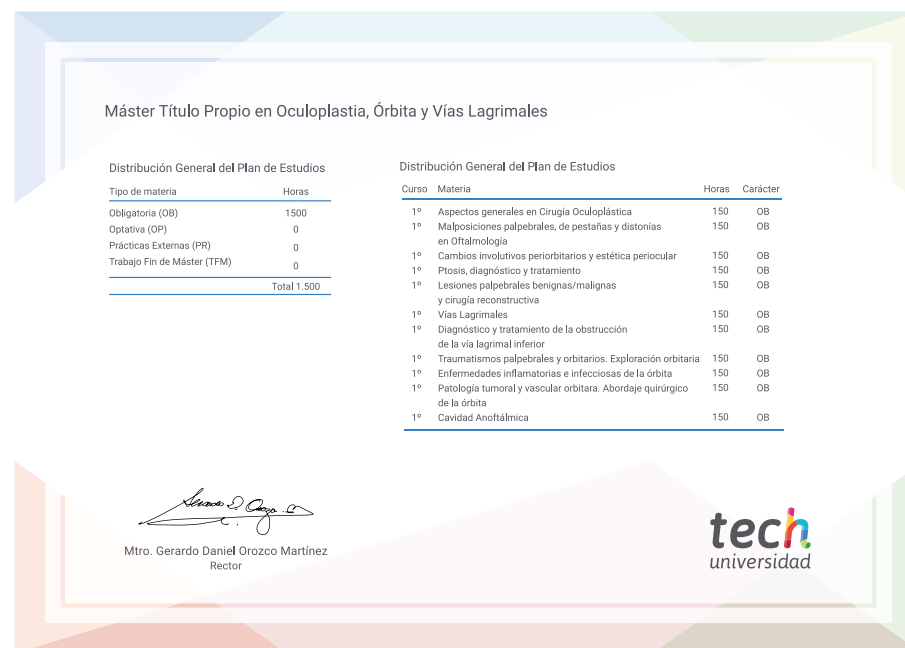 Máster Título Propio en Oculoplastia, Órbita y Vías Lagrimales
Distribución General del Plan de Estudios
Tipo de materia Horas
Obligatoria (OB) 1500
Optativa (OP) 0
Prácticas Externas (PR) 0
Trabajo Fin de Máster (TFM) 0
Total 1.500
Distribución General del Plan de Estudios
Curso Materia Horas Carácter
1º Aspectos generales en Cirugía Oculoplástica 150 OB
1º Malposiciones palpebrales, de pestañas y distonías 150 OB
en Oftalmología
1º Cambios involutivos periorbitarios y estética periocular 150 OB
1º Ptosis, diagnóstico y tratamiento 150 OB
1º Lesiones palpebrales benignas/malignas 150 OB
y cirugía reconstructiva
1º Vías Lagrimales 150 OB
1º Diagnóstico y tratamiento de la obstrucción 150 OB
de la vía lagrimal inferior
1º Traumatismos palpebrales y orbitarios. Exploración orbitaria 150 OB
1º Enfermedades inflamatorias e infecciosas de la órbita 150 OB
1º Patología tumoral y vascular orbitara. Abordaje quirúrgico 150 OB
de la órbita
1º Cavidad Anoftálmica 150 OB
Mtro. Gerardo Daniel Orozco Martínez
Rector
tech
universidad